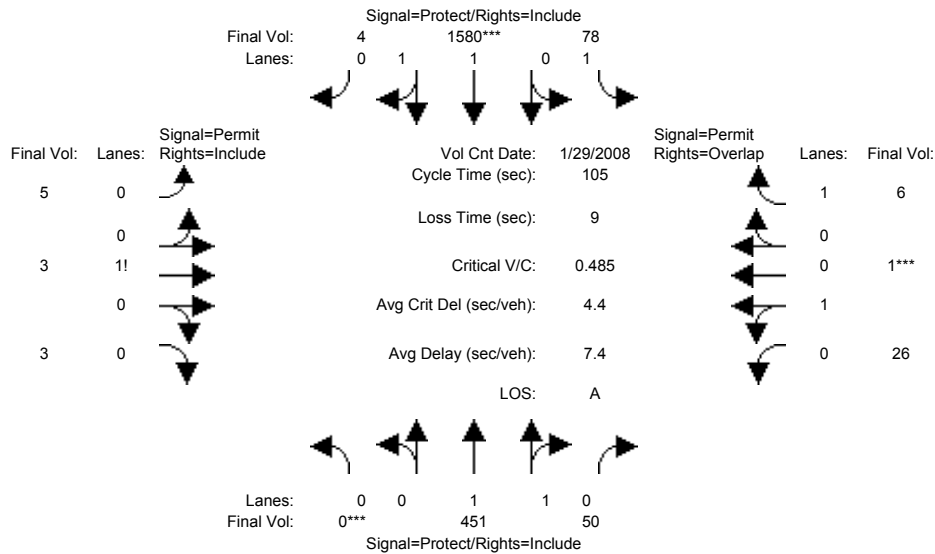 Signal=Protect/Rights=Include
Final Vol: 4 1580*** 78
Lanes: 0 1 1 0 1
Signal=Permit Signal=Permit
Final Vol: Lanes: Rights=Include Vol Cnt Date: 1/29/2008 Rights=Overlap Lanes: Final Vol:
Cycle Time (sec): 105
5 0 1 6
Loss Time (sec): 9
0 0
3 1! Critical V/C: 0.485 0 1***
0 Avg Crit Del (sec/veh): 4.4 1
3 0 Avg Delay (sec/veh): 7.4 0 26
LOS: A
Lanes: 0 0 1 1 0
Final Vol: 0*** 451 50
Signal=Protect/Rights=Include